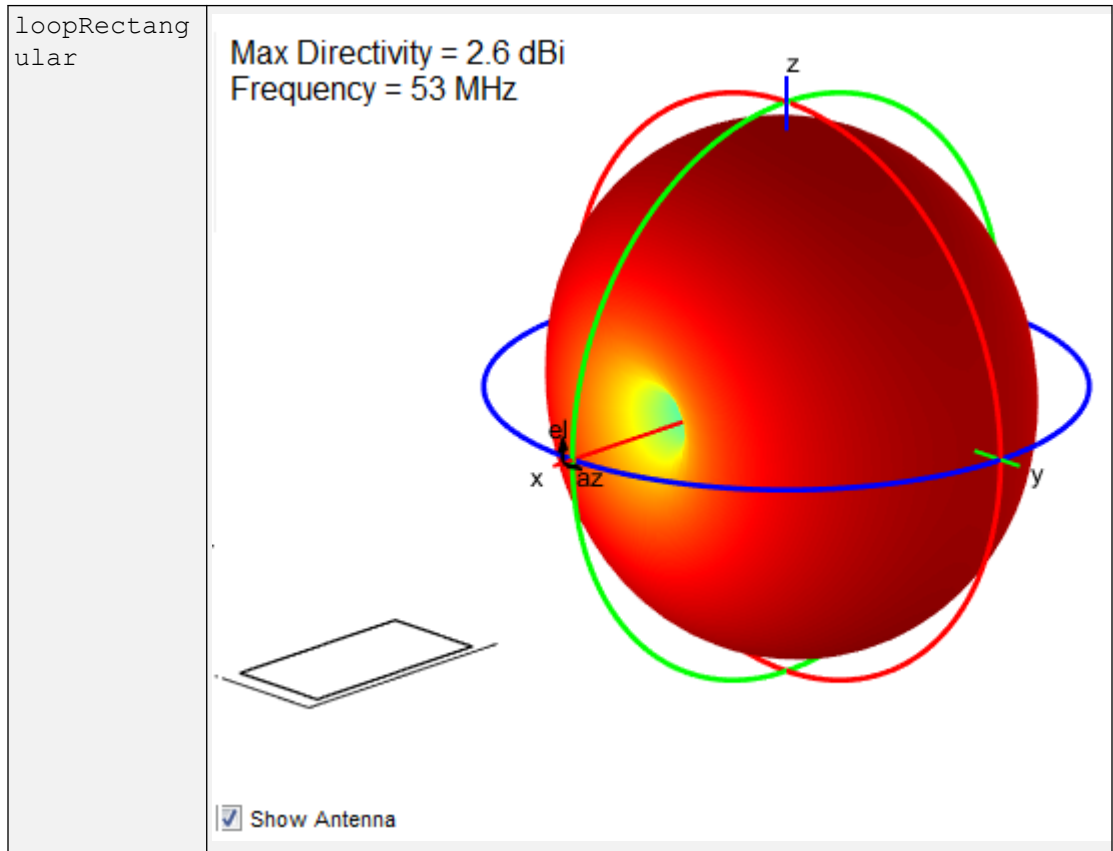 loopRectang
ular
Max Directivity = 2.6 dBi
Frequency = 53 MHz
z
el
x
az
y
Show Antenna